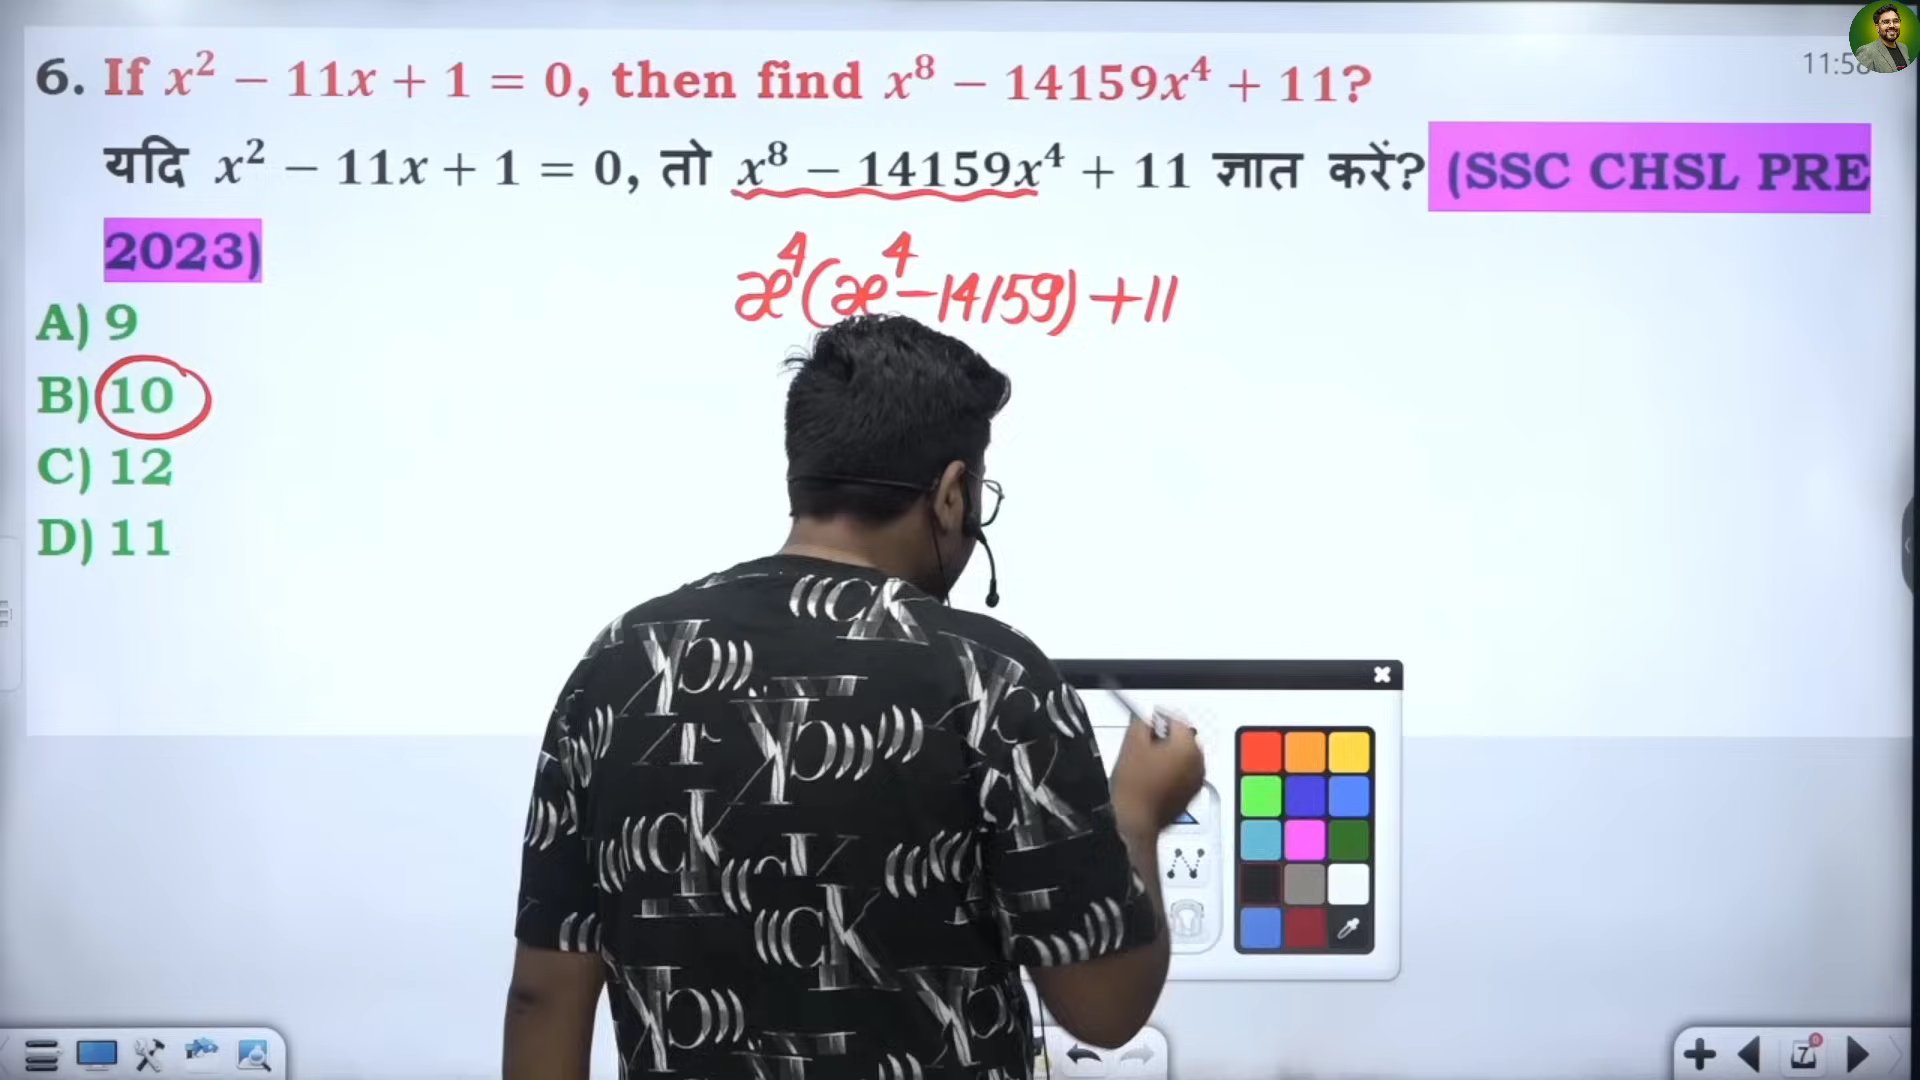 6. If x² − 11x + 1 = 0, then find x⁸ − 14159x⁴ + 11?
11:58
यदि x² − 11x + 1 = 0, तो x⁸ − 14159x⁴ + 11 ज्ञात करें? (SSC CHSL PRE
2023)
x⁴(x⁴−14159)+11
A) 9
B) 10
C) 12
D) 11
7